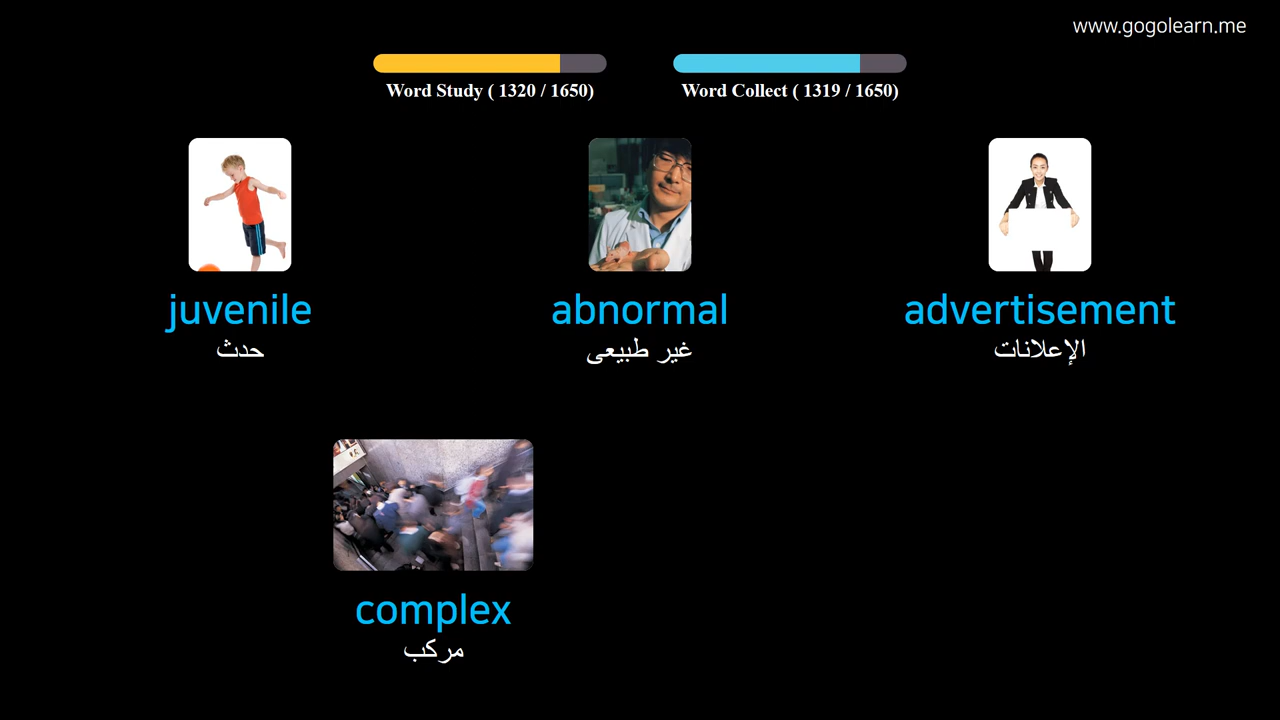 www.gogolearn.me
Word Study ( 1320 / 1650)
Word Collect ( 1319 / 1650)
juvenile
حدث
abnormal
غير طبيعى
advertisement
الإعلانات
complex
مركب